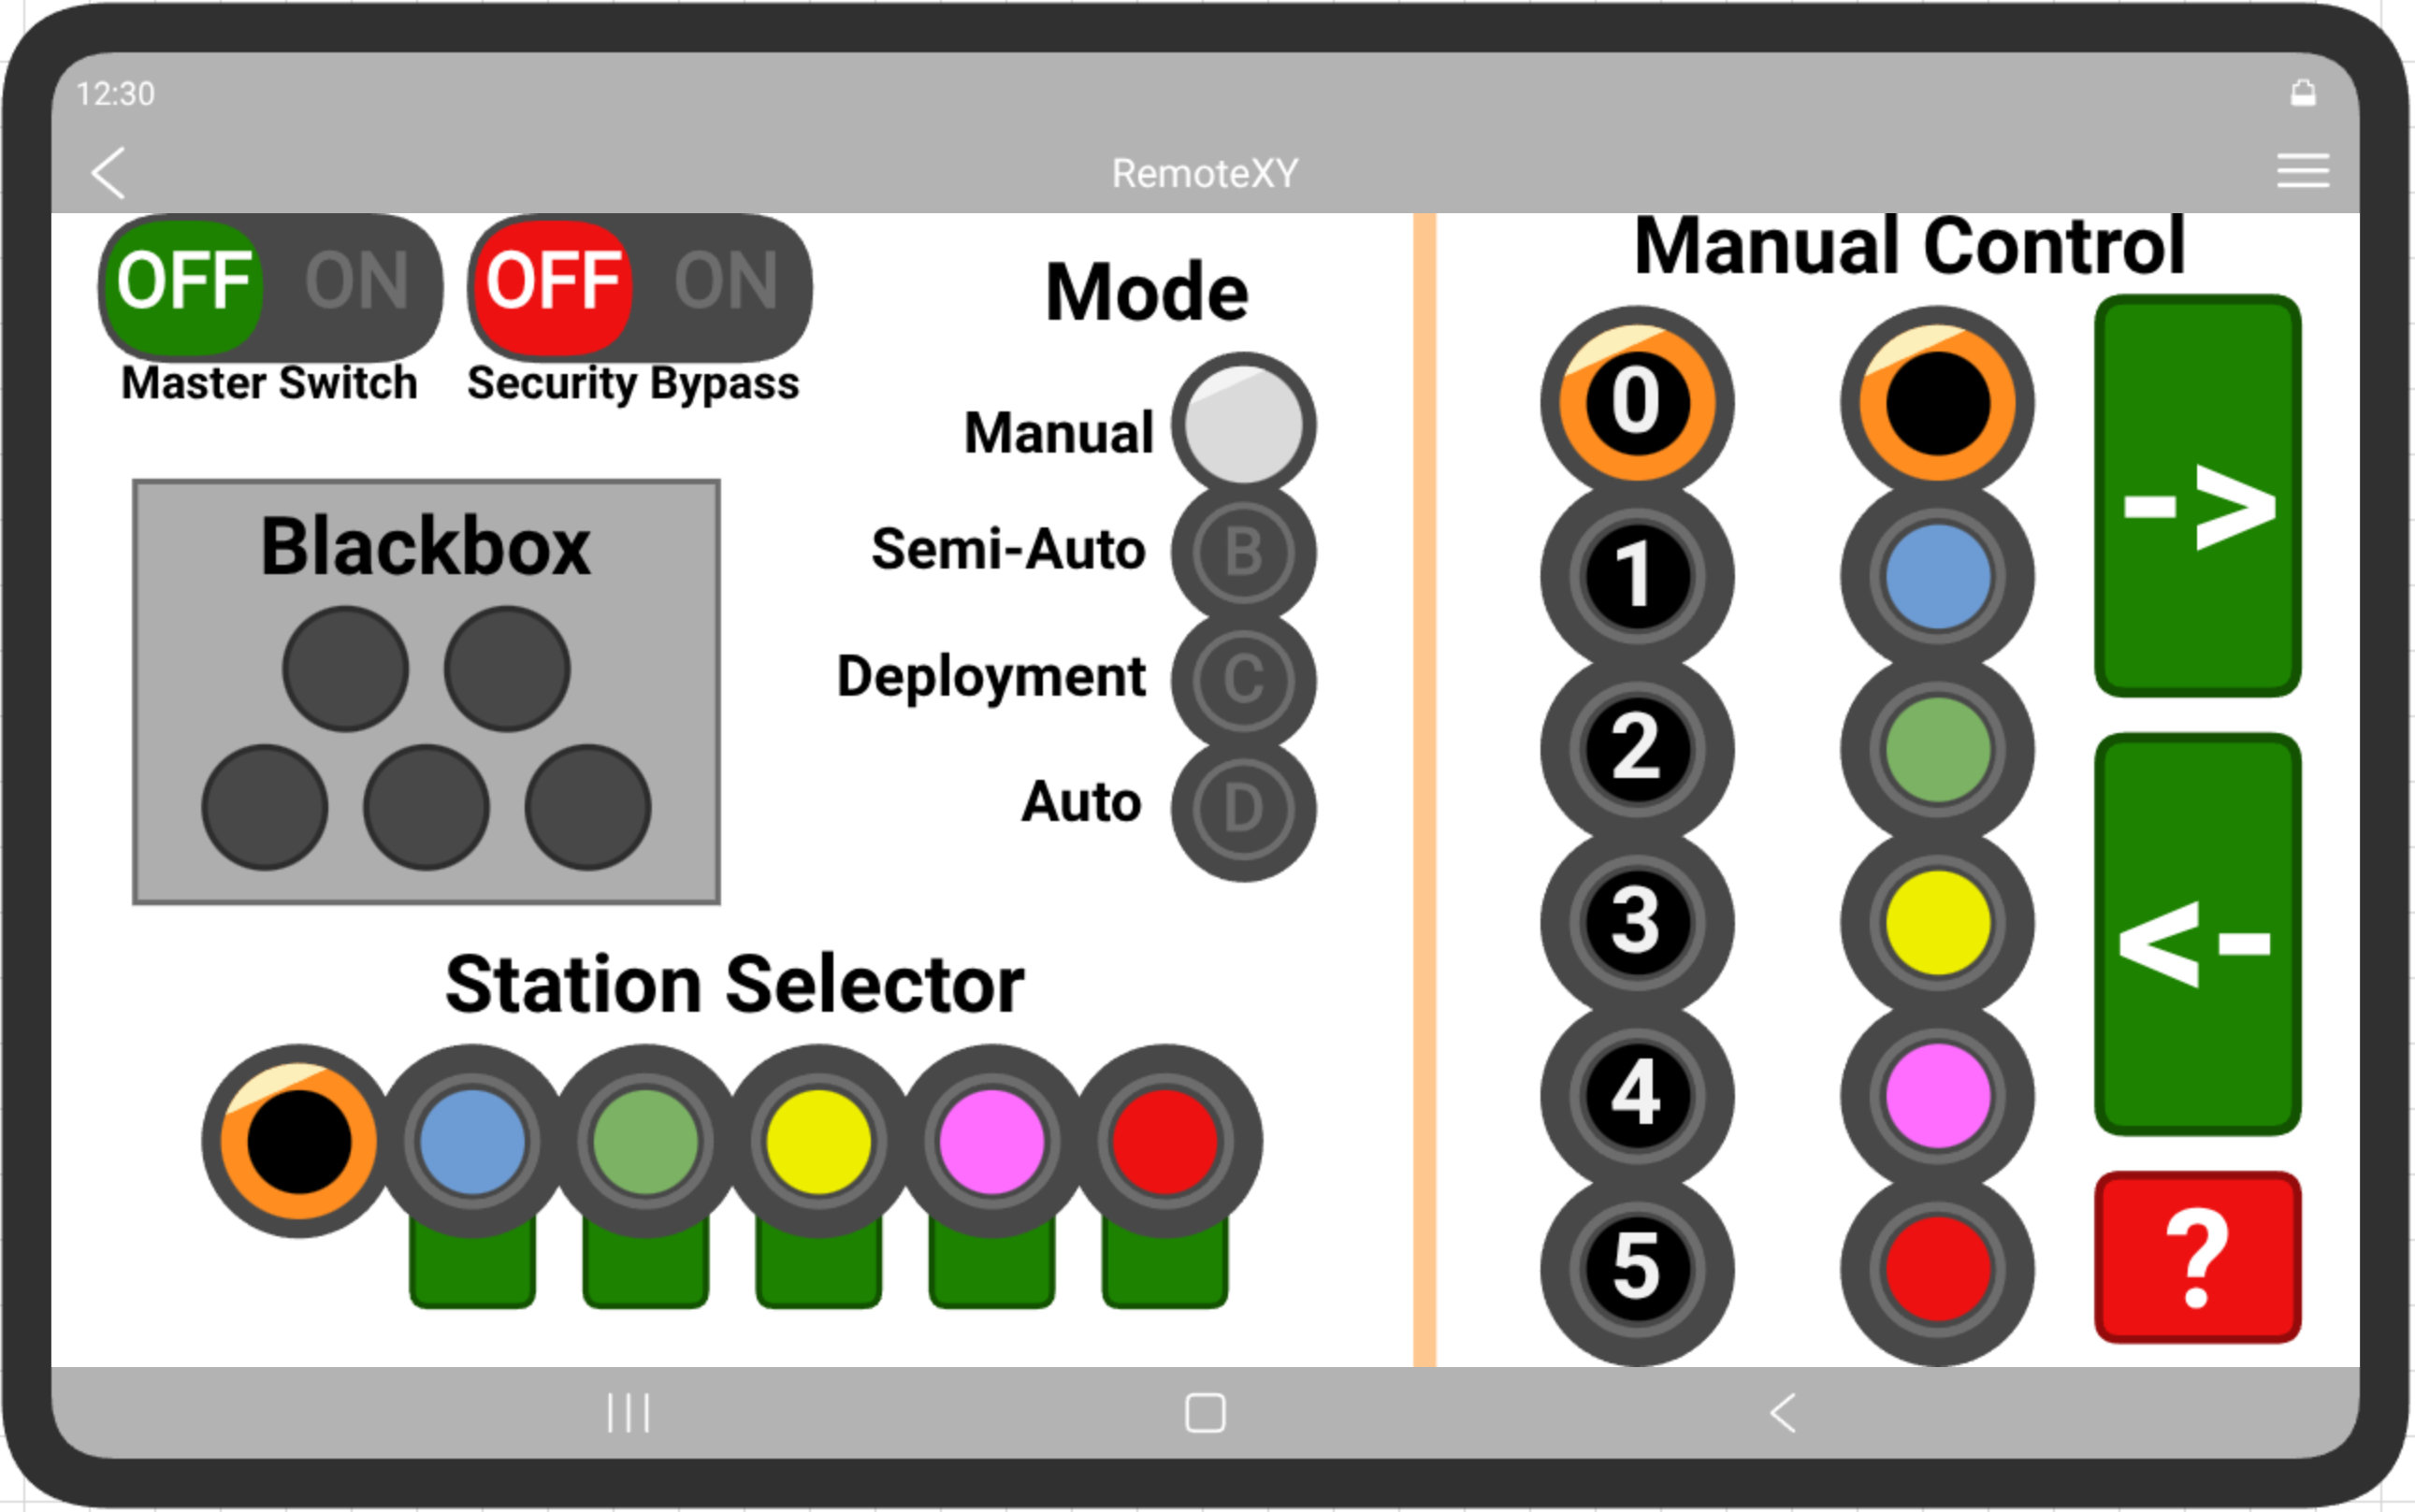 12:30
RemoteXY
OFF ON
OFF ON
Master Switch
Security Bypass
Mode
Manual
Semi-Auto B
Deployment C
Auto D
Blackbox
Station Selector
Manual Control
0
1
2
3
4
5
->
<-
?